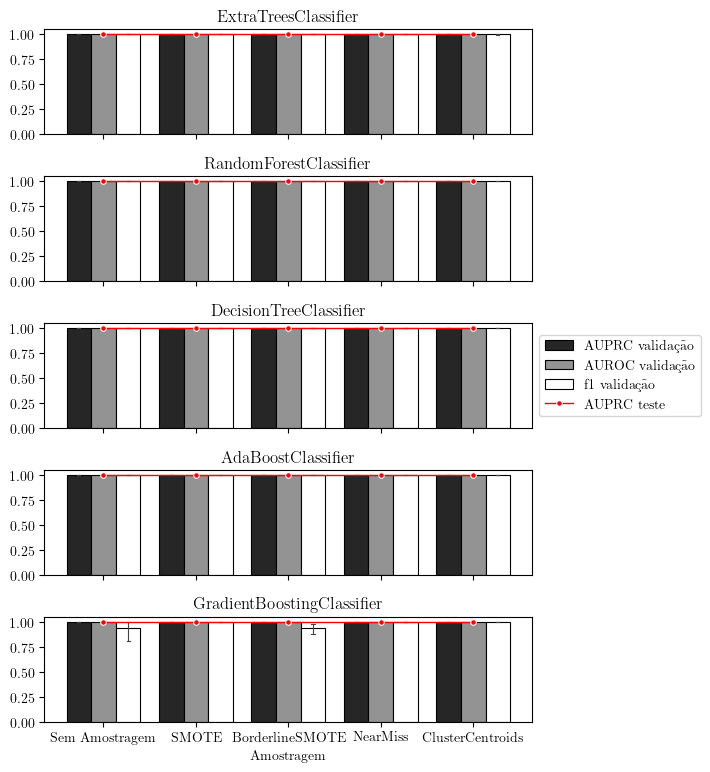 ExtraTreesClassifier
1.00
0.75
0.50
0.25
0.00
RandomForestClassifier
1.00
0.75
0.50
0.25
0.00
DecisionTreeClassifier
1.00
0.75
0.50
0.25
0.00
AUPRC validação
AUROC validação
f1 validação
AUPRC teste
AdaBoostClassifier
1.00
0.75
0.50
0.25
0.00
GradientBoostingClassifier
1.00
0.75
0.50
0.25
0.00
Sem Amostragem SMOTE BorderlineSMOTE NearMiss ClusterCentroids
Amostragem